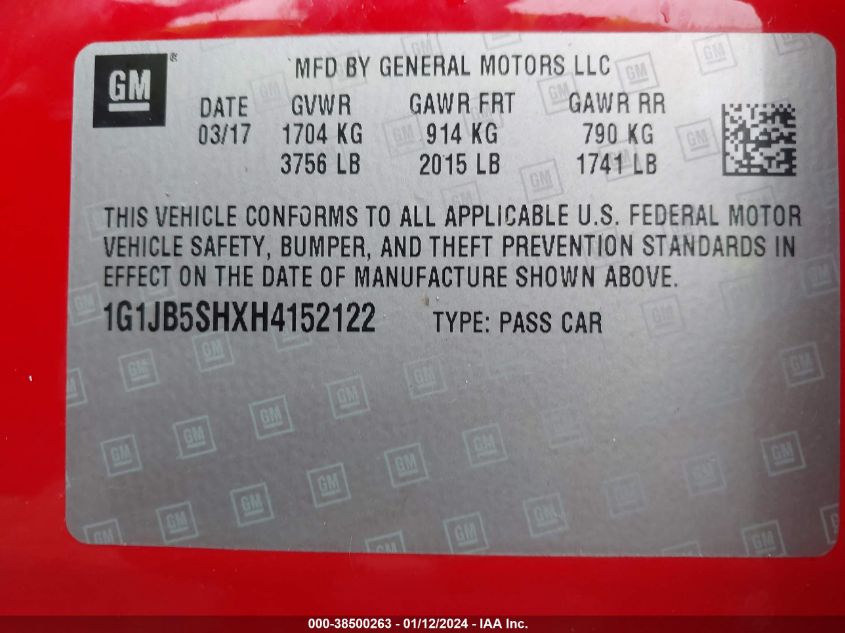 GM ® MFD BY GENERAL MOTORS LLC
DATE GVWR GAWR FRT GAWR RR
03/17 1704 KG 914 KG 790 KG
3756 LB 2015 LB 1741 LB
THIS VEHICLE CONFORMS TO ALL APPLICABLE U.S. FEDERAL MOTOR
VEHICLE SAFETY, BUMPER, AND THEFT PREVENTION STANDARDS IN
EFFECT ON THE DATE OF MANUFACTURE SHOWN ABOVE.
1G1JB5SHXH4152122 TYPE: PASS CAR
000-38500263 - 01/12/2024 - IAA Inc.